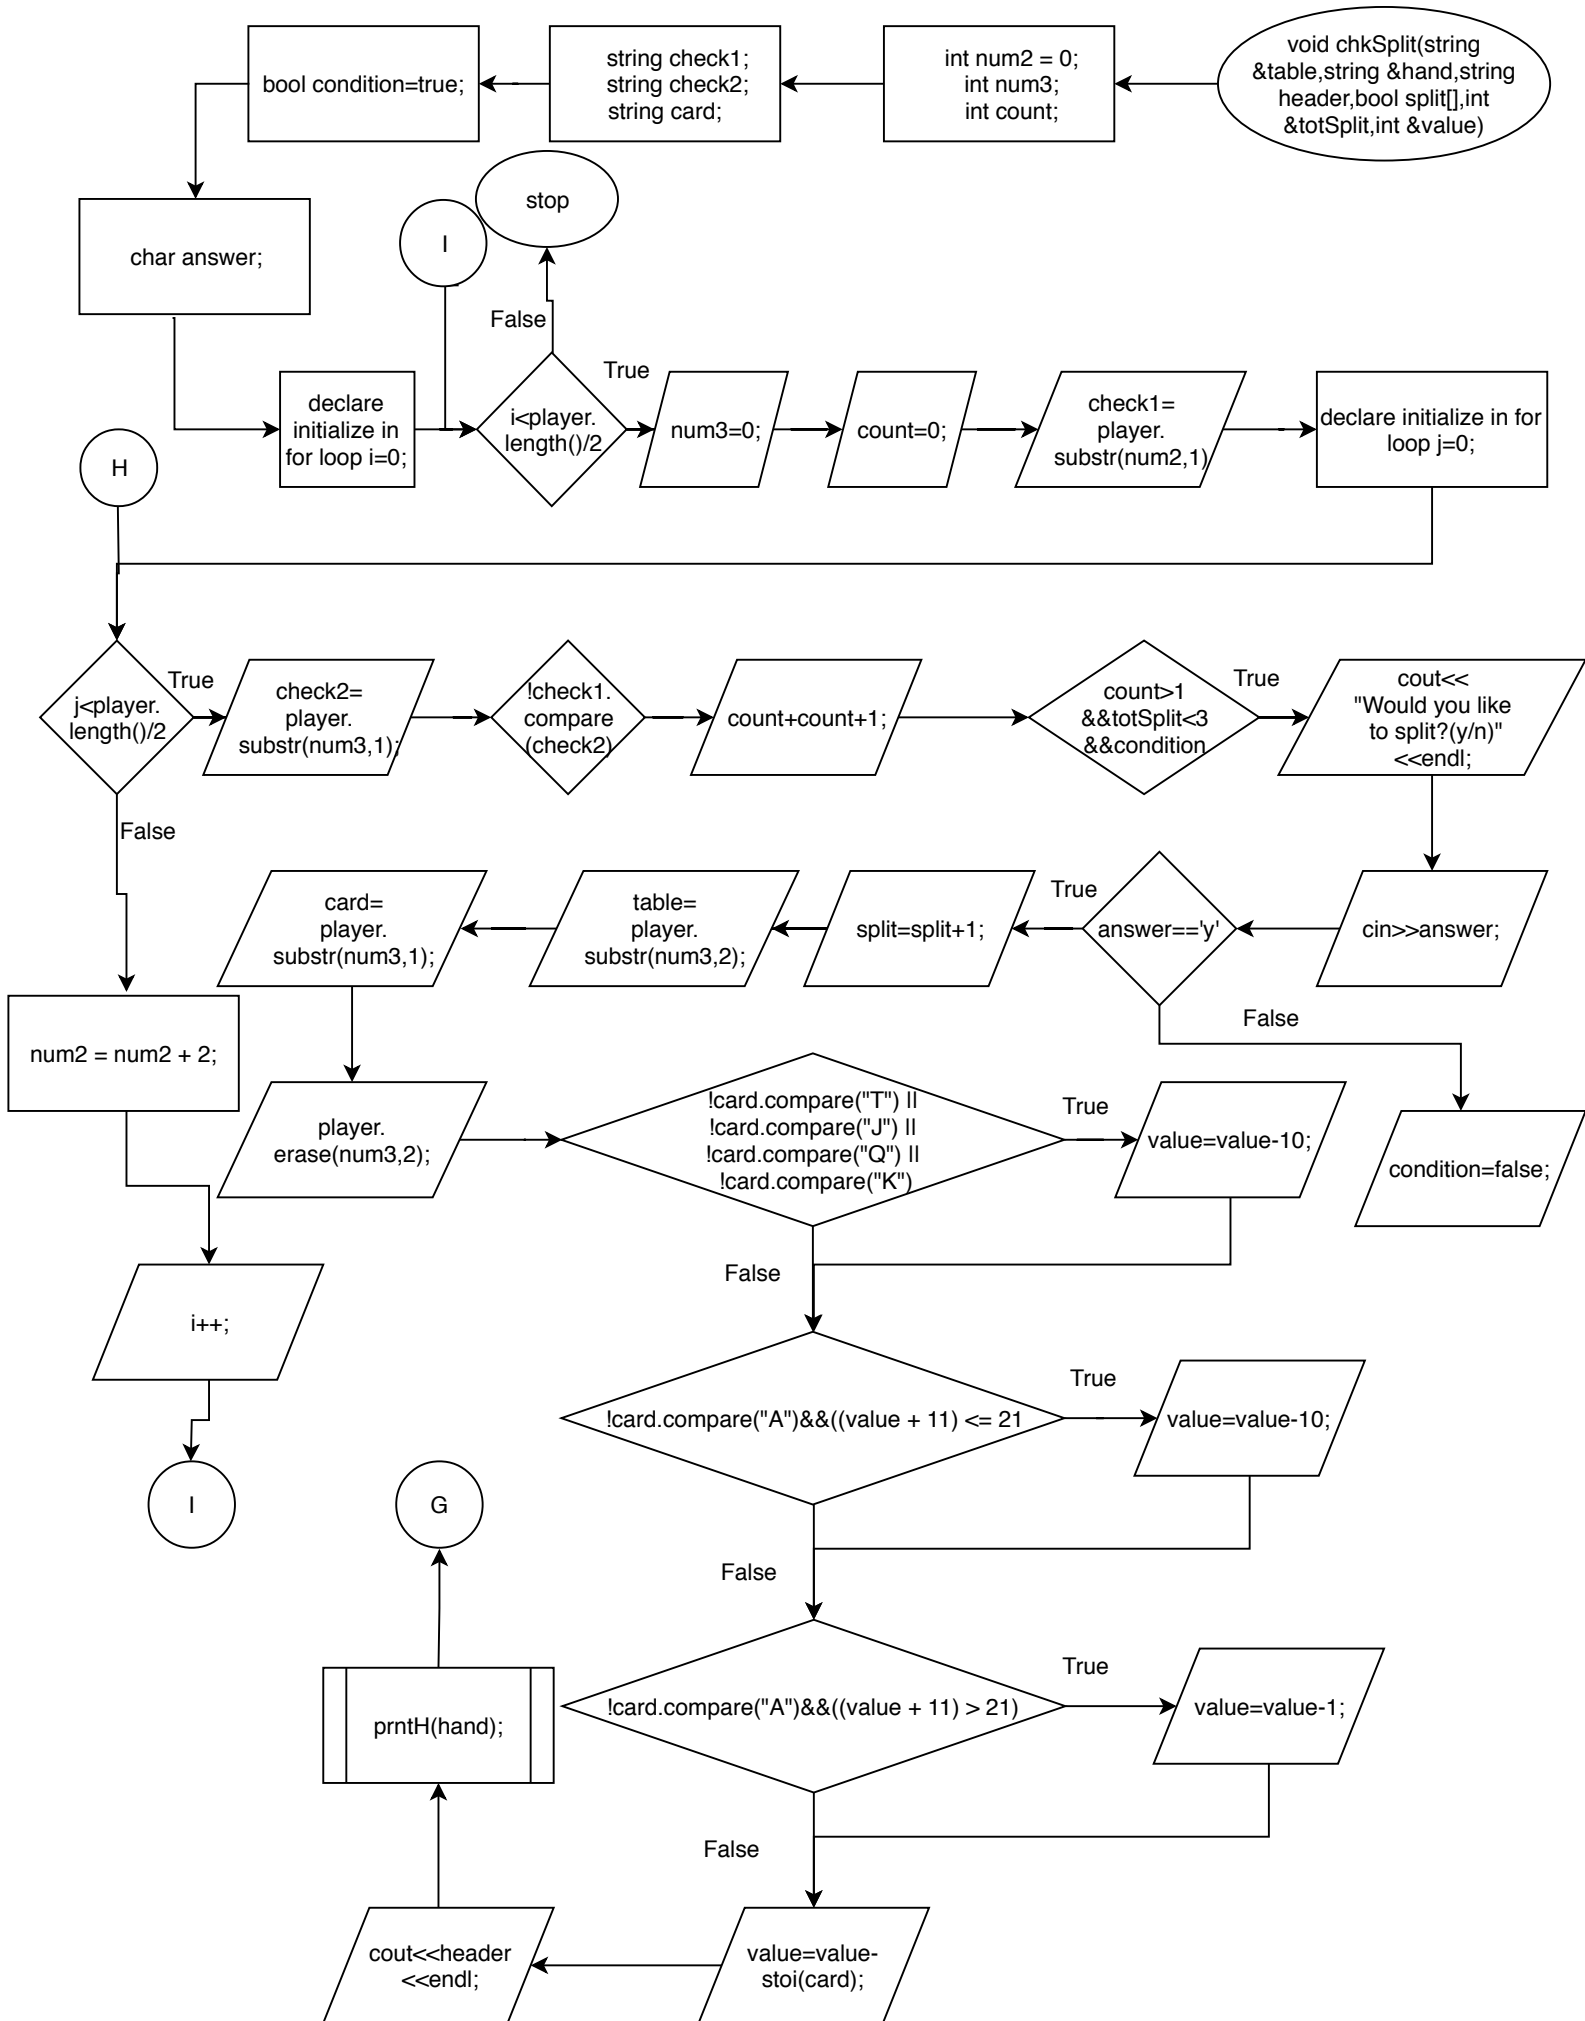 void chkSplit(string
&table,string &hand,string
header,bool split[],int
&totSplit,int &value)
int num2 = 0;
int num3;
int count;
string check1;
string check2;
string card;
bool condition=true;
char answer;
I
stop
False
declare
initialize in
for loop i=0;
i<player.
length()/2
True
num3=0;
count=0;
check1=
player.
substr(num2,1)
declare initialize in for
loop j=0;
H
j<player.
length()/2
True
check2=
player.
substr(num3,1);
!check1.
compare
(check2)
count+count+1;
count>1
&&totSplit<3
&&condition
True
cout<<
"Would you like
to split?(y/n)"
<<endl;
False
cin>>answer;
answer=='y'
True
split=split+1;
table=
player.
substr(num3,2);
card=
player.
substr(num3,1);
False
condition=false;
num2 = num2 + 2;
player.
erase(num3,2);
!card.compare("T") ||
!card.compare("J") ||
!card.compare("Q") ||
!card.compare("K")
True
value=value-10;
False
i++;
I
!card.compare("A")&&((value + 11) <= 21
True
value=value-10;
False
!card.compare("A")&&((value + 11) > 21)
True
value=value-1;
False
value=value-
stoi(card);
cout<<header
<<endl;
prntH(hand);
G